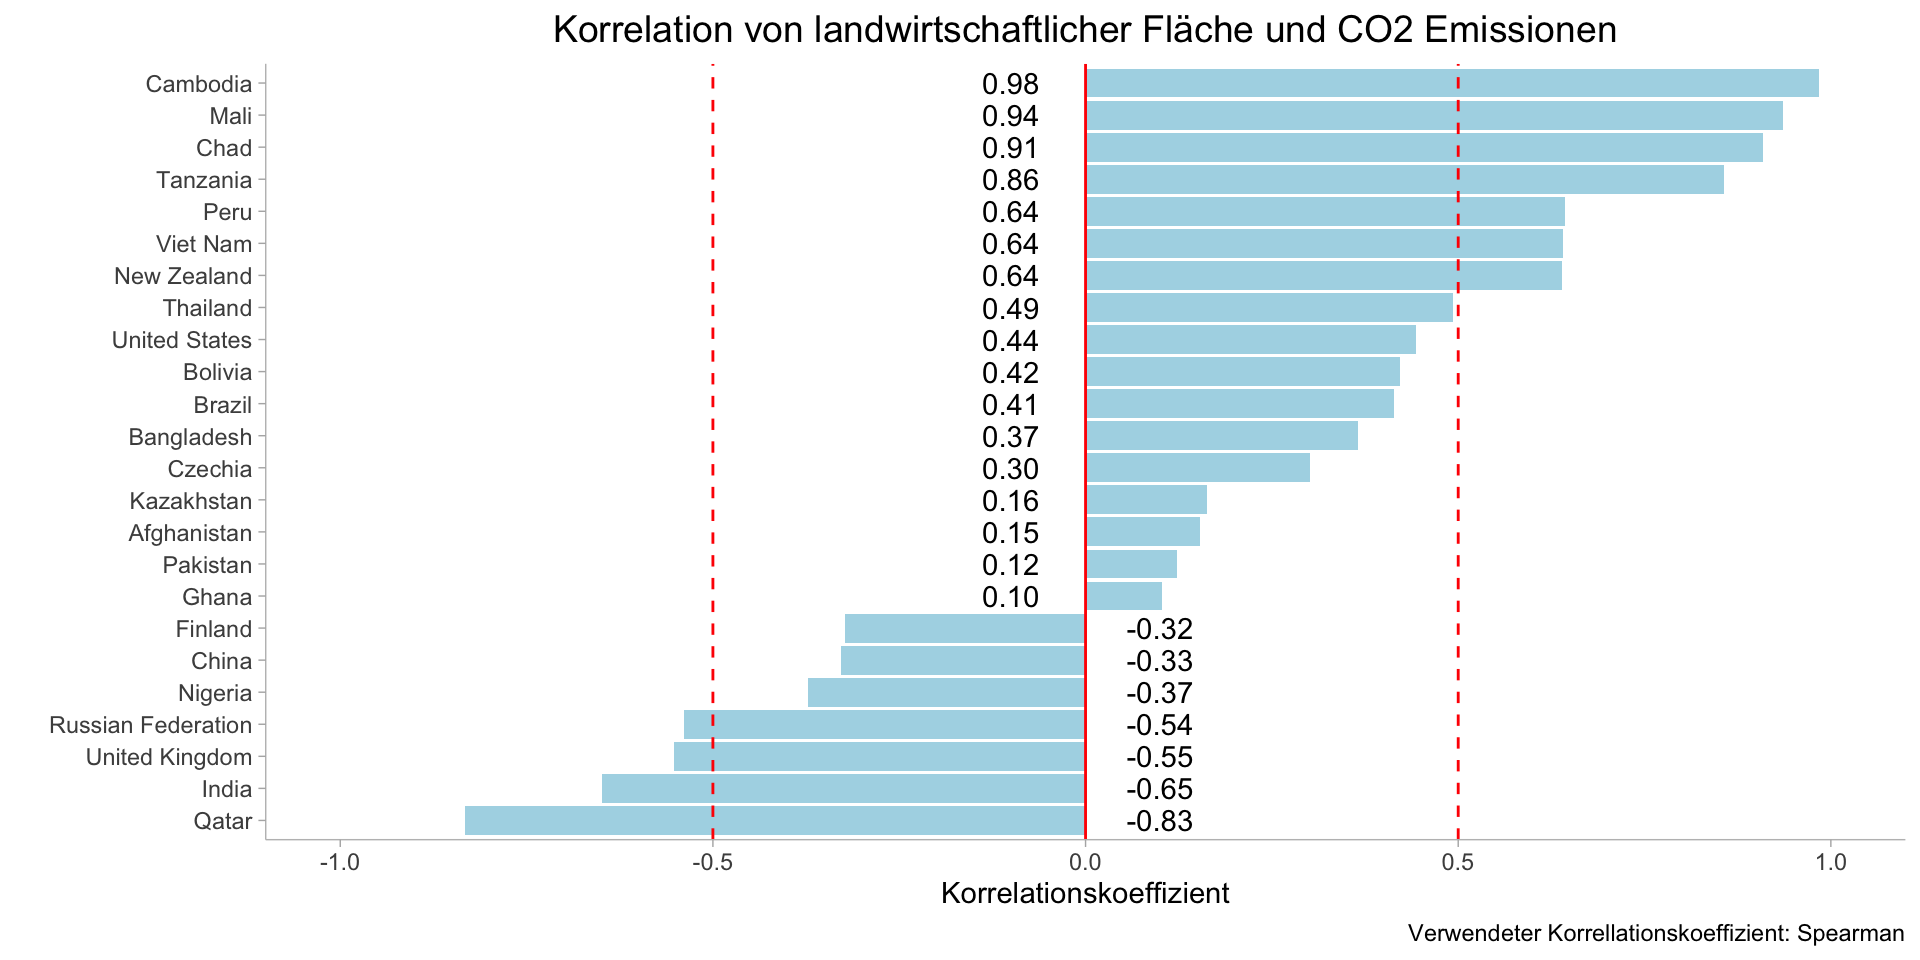 Korrelation von landwirtschaftlicher Fläche und CO2 Emissionen
Cambodia 0.98
Mali 0.94
Chad 0.91
Tanzania 0.86
Peru 0.64
Viet Nam 0.64
New Zealand 0.64
Thailand 0.49
United States 0.44
Bolivia 0.42
Brazil 0.41
Bangladesh 0.37
Czechia 0.30
Kazakhstan 0.16
Afghanistan 0.15
Pakistan 0.12
Ghana 0.10
Finland -0.32
China -0.33
Nigeria -0.37
Russian Federation -0.54
United Kingdom -0.55
India -0.65
Qatar -0.83
-1.0 -0.5 0.0 0.5 1.0
Korrelationskoeffizient
Verwendeter Korrellationskoeffizient: Spearman